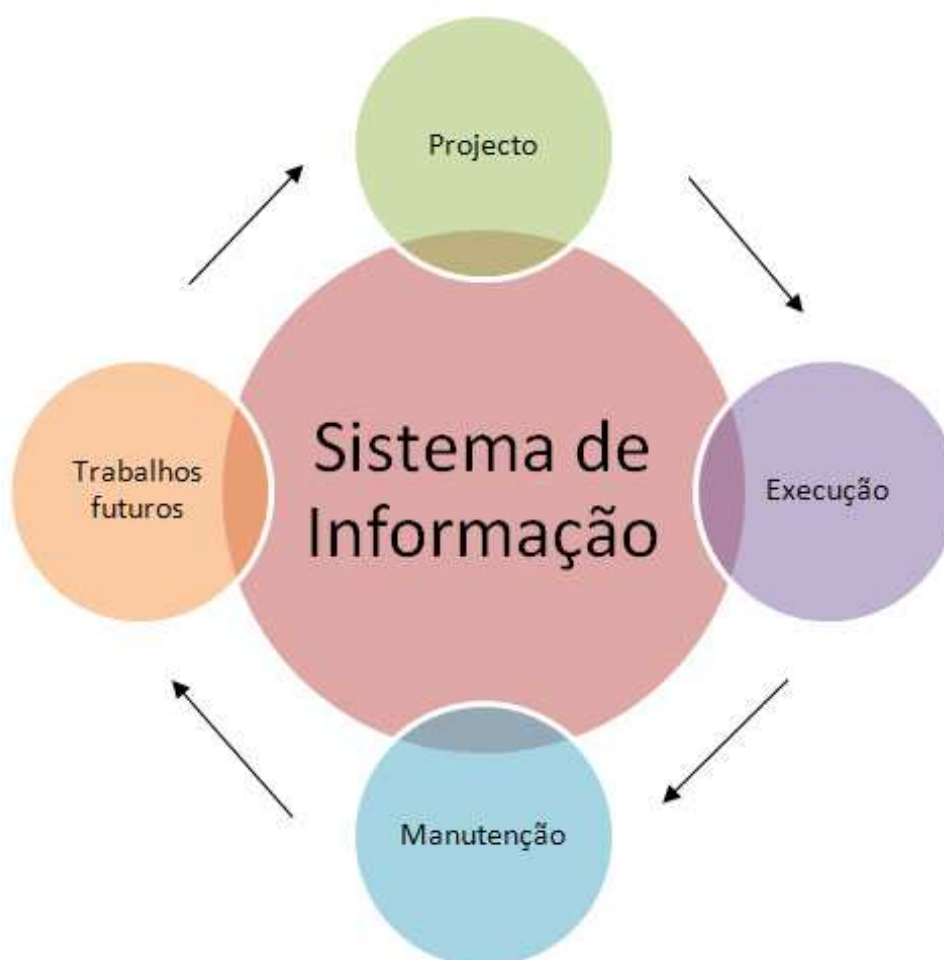 Projecto
Sistema de
Informação
Execução
Manutenção
Trabalhos
futuros